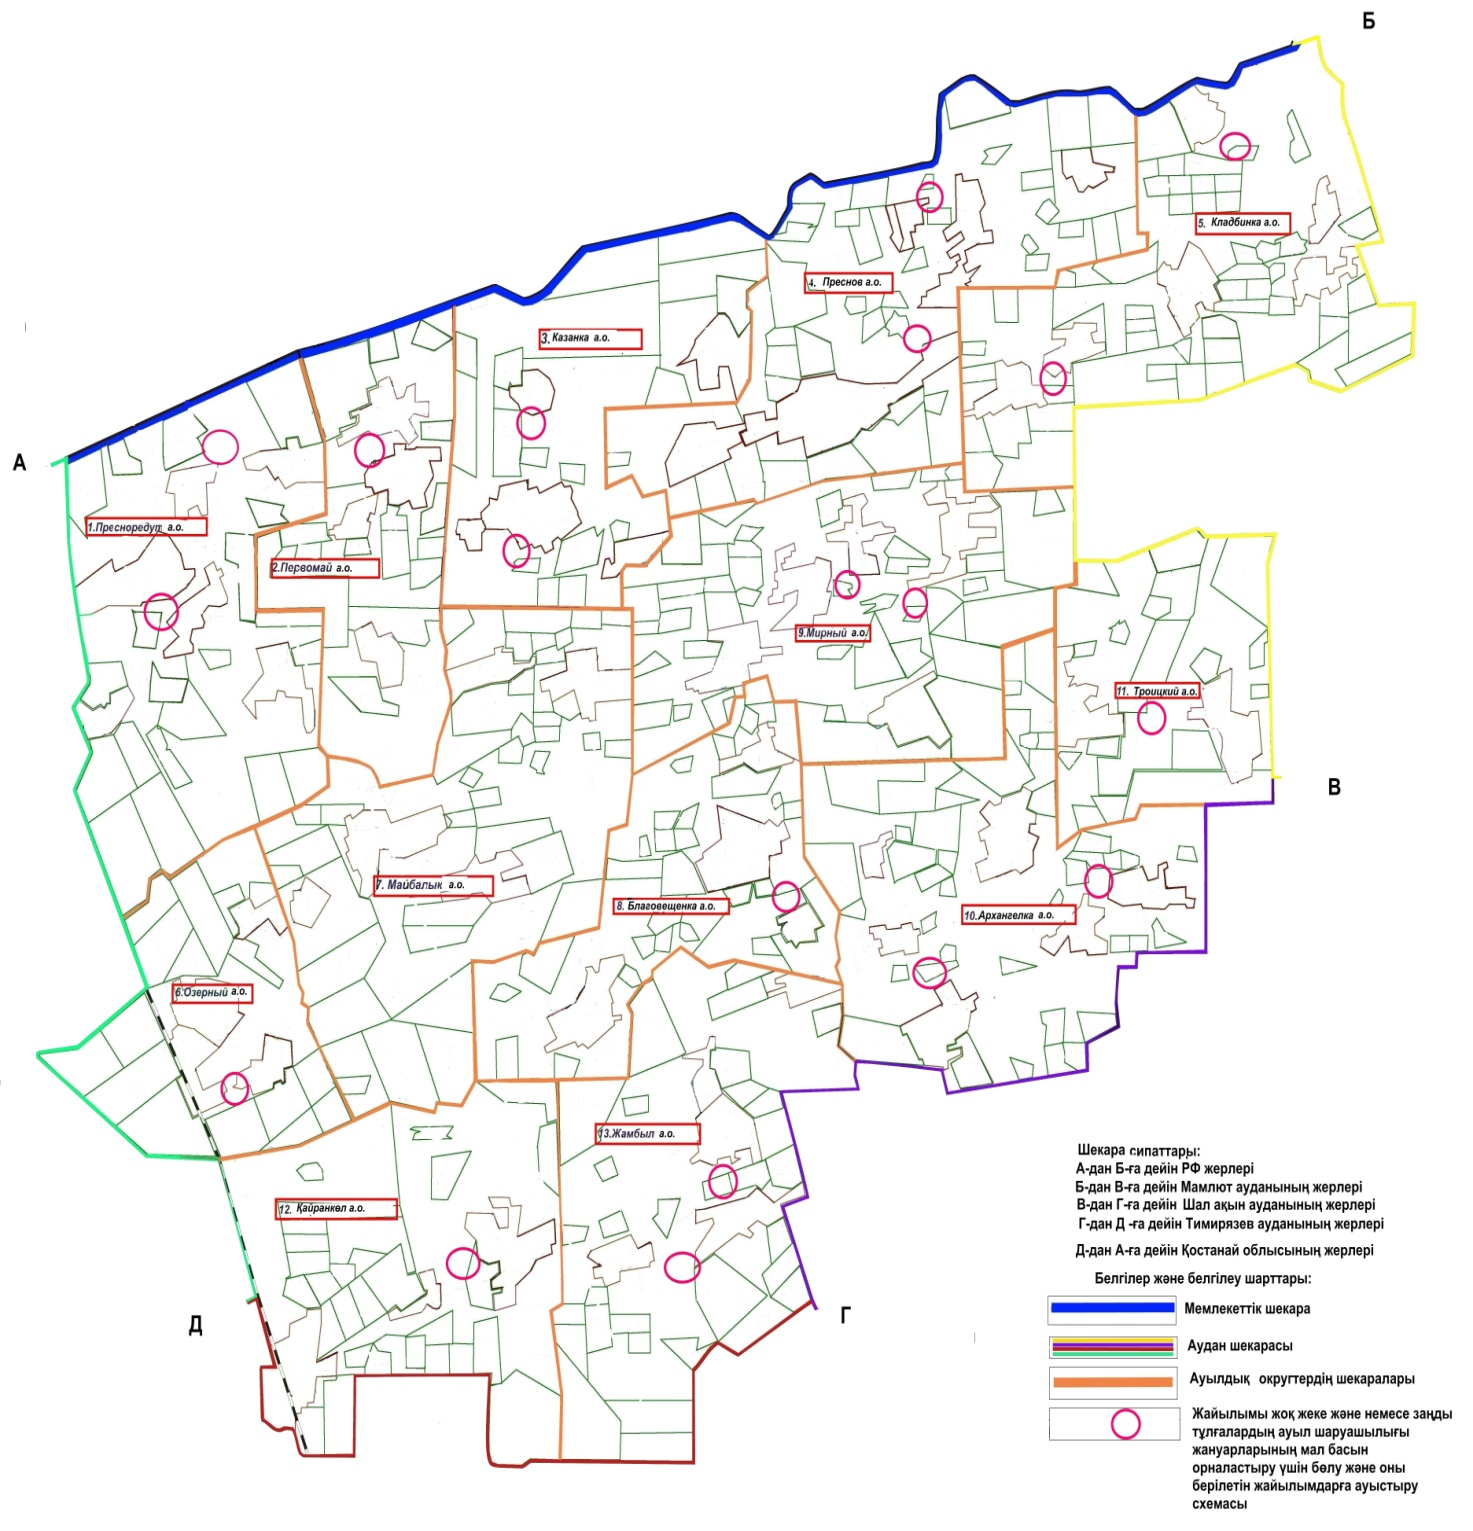 Б
5. Кладбинка а.о.
4. Преснов а.о.
3. Казанка а.о.
А
1.Пресноредут а.о.
2.Первомай а.о.
9.Мирный а.о.
11. Троицкий а.о.
В
7. Майбалык а.о.
8. Благовещенка а.о.
10.Архангелка а.о.
6.Озерный а.о.
13.Жамбыл а.о.
12. Қайранкөл а.о.
Г
Д
Шекара сипаттары:
А-дан Б-ға дейін РФ жерлері
Б-дан В-ға дейін Мамлют ауданының жерлері
В-дан Г-ға дейін Шал ақын ауданының жерлері
Г-дан Д -ға дейін Тимирязев ауданының жерлері
Д-дан А-ға дейін Қостанай облысының жерлері
Белгілер және белгілеу шарттары:
Мемлекеттік шекара
Аудан шекарасы
Ауылдық округтердің шекаралары
Жайылымы жоқ жеке және немесе заңды
тұлғалардың ауыл шаруашылығы
жануарларының мал басын
орналастыру үшін бөлу және оны
берілетін жайылымдарға ауыстыру
схемасы